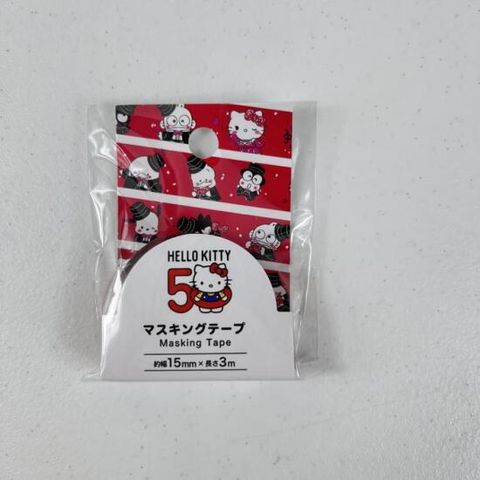 HELLO KITTY
50
マスキングテープ
Masking Tape
約幅15mm×長さ3m